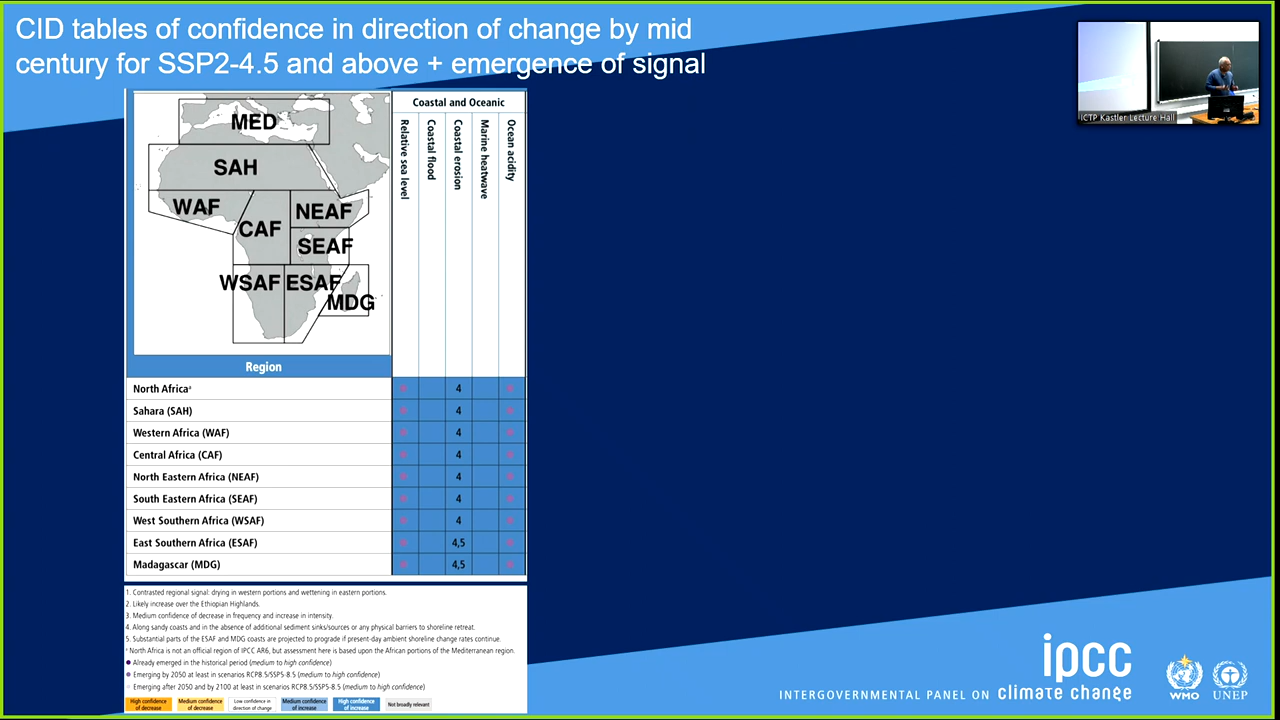 CID tables of confidence in direction of change by mid
century for SSP2-4.5 and above + emergence of signal
ICTP Kastler Lecture Hall
MED
SAH
WAF
CAF
NEAF
SEAF
WSAF
ESAF
MDG
Coastal and Oceanic
Relative sea level
Coastal flood
Coastal erosion
Marine heatwave
Ocean acidity
Region
North Africaᵃ 4
Sahara (SAH) 4
Western Africa (WAF) 4
Central Africa (CAF) 4
North Eastern Africa (NEAF) 4
South Eastern Africa (SEAF) 4
West Southern Africa (WSAF) 4
East Southern Africa (ESAF) 4,5
Madagascar (MDG) 4,5
1. Contrasted regional signal: drying in western portions and wettening in eastern portions.
2. Likely increase over the Ethiopian Highlands.
3. Medium confidence of decrease in frequency and increase in intensity.
4. Along sandy coasts and in the absence of additional sediment sinks/sources or any physical barriers to shoreline retreat.
5. Substantial parts of the ESAF and MDG coasts are projected to prograde if present-day ambient shoreline change rates continue.
ᵃ North Africa is not an official region of IPCC AR6, but assessment here is based upon the African portions of the Mediterranean region.
Already emerged in the historical period (medium to high confidence)
Emerging by 2050 at least in scenarios RCP8.5/SSP5-8.5 (medium to high confidence)
Emerging after 2050 and by 2100 at least in scenarios RCP8.5/SSP5-8.5 (medium to high confidence)
High confidence of decrease
Medium confidence of decrease
Low confidence in direction of change
Medium confidence of increase
High confidence of increase
Not broadly relevant
INTERGOVERNMENTAL PANEL ON climate change
ipcc
WMO
UNEP